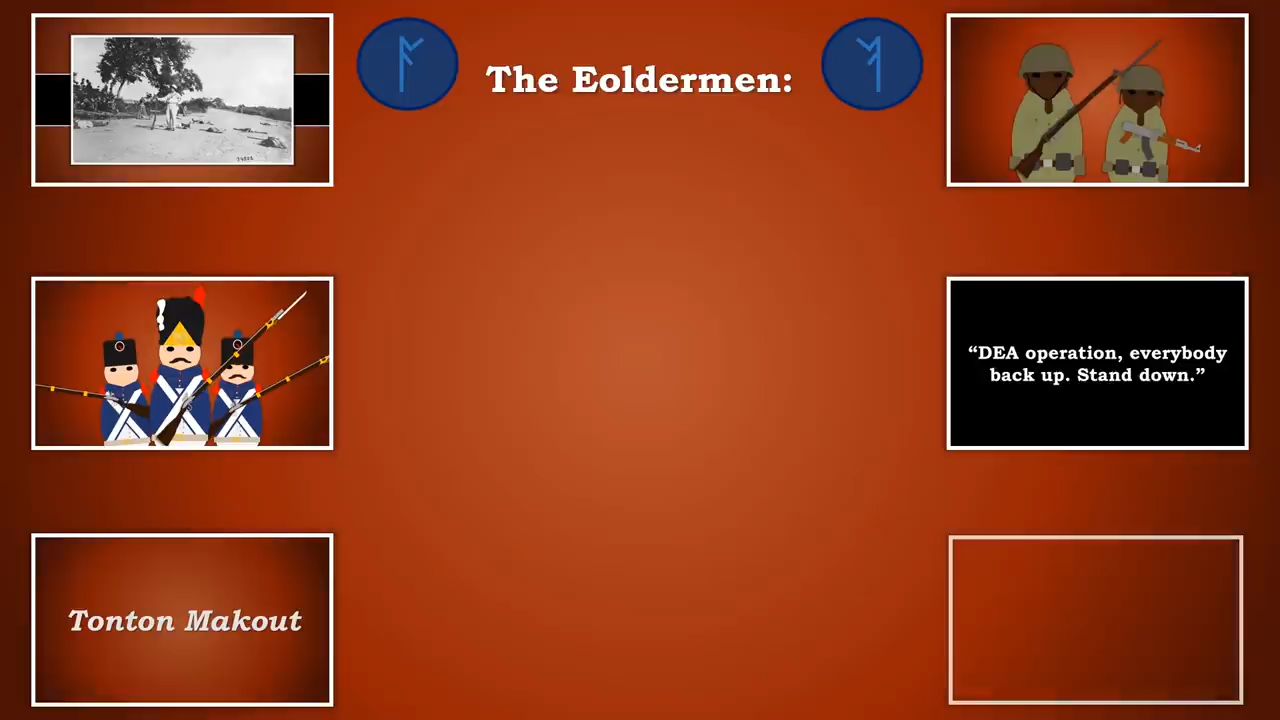 The Eoldermen:
“DEA operation, everybody
back up. Stand down.”
Tonton Makout